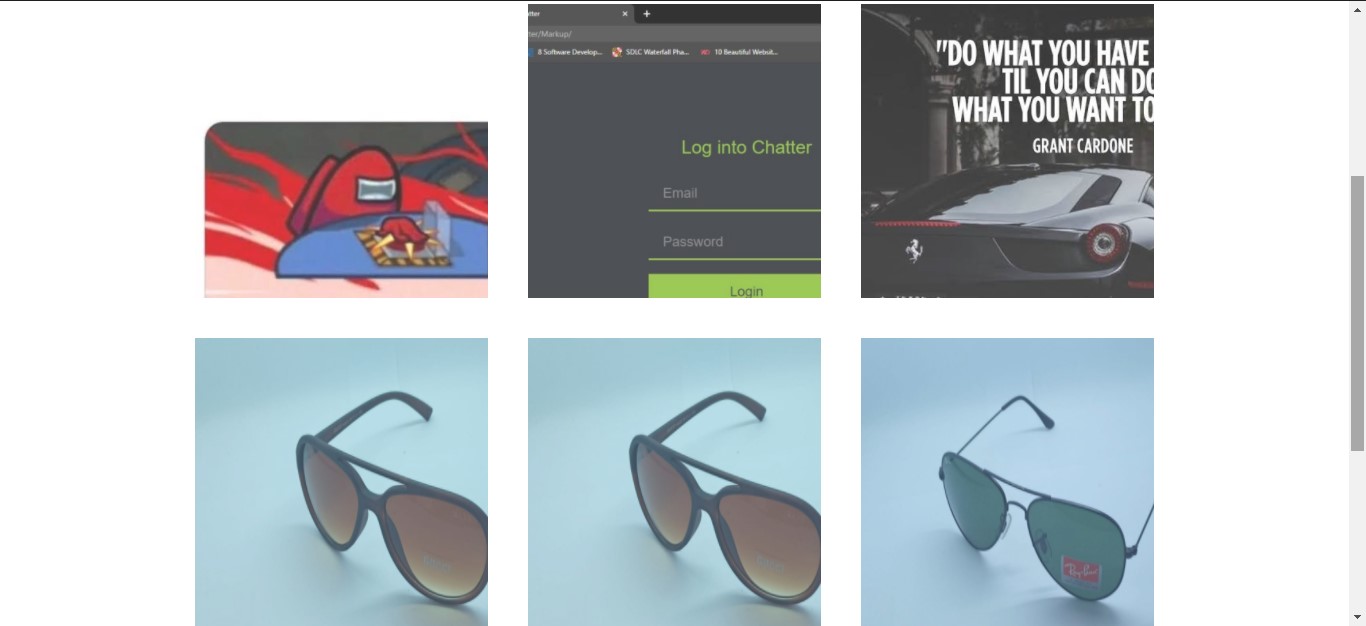 tter
ter/Markup/
8 Software Develop... SDLC Waterfall Pha... 10 Beautiful Websit...
Log into Chatter
Email
Password
Login
"DO WHAT YOU HAVE
TIL YOU CAN DO
WHAT YOU WANT TO
GRANT CARDONE
Ray-Ban